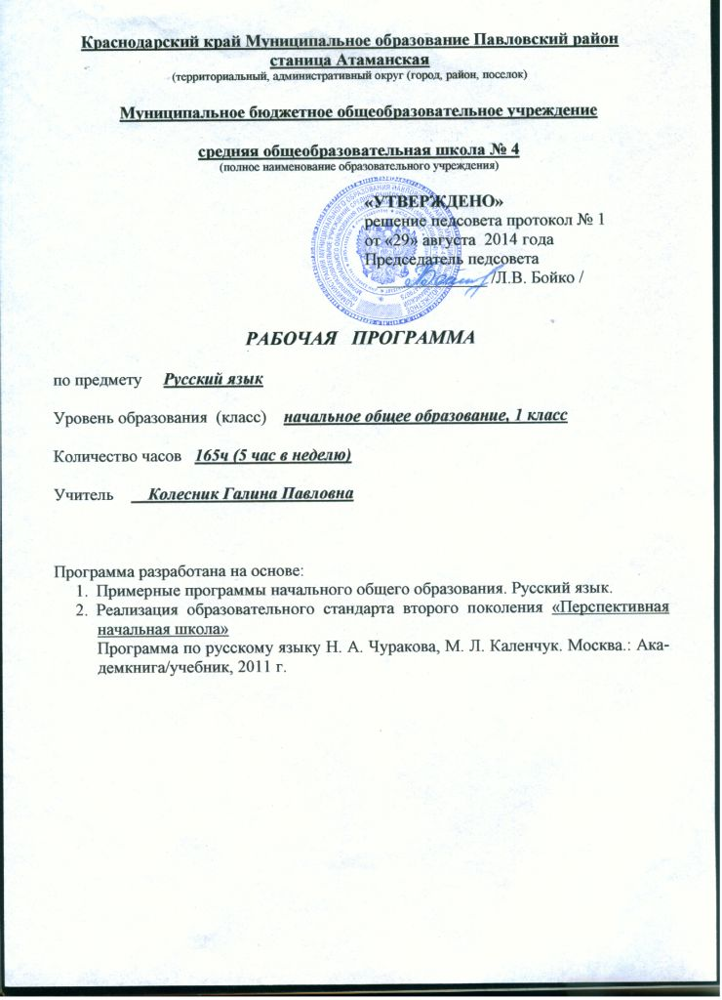 Краснодарский край Муниципальное образование Павловский район
станица Атаманская
(территориальный, административный округ (город, район, поселок)
Муниципальное бюджетное общеобразовательное учреждение
средняя общеобразовательная школа № 4
(полное наименование образовательного учреждения)
«УТВЕРЖДЕНО»
решение педсовета протокол № 1
от «29» августа 2014 года
Председатель педсовета
/Л.В. Бойко /
РАБОЧАЯ ПРОГРАММА
по предмету Русский язык
Уровень образования (класс) начальное общее образование, 1 класс
Количество часов 165ч (5 час в неделю)
Учитель Колесник Галина Павловна
Программа разработана на основе:
1. Примерные программы начального общего образования. Русский язык.
2. Реализация образовательного стандарта второго поколения «Перспективная
начальная школа»
Программа по русскому языку Н. А. Чуракова, М. Л. Каленчук. Москва.: Ака-
демкнига/учебник, 2011 г.